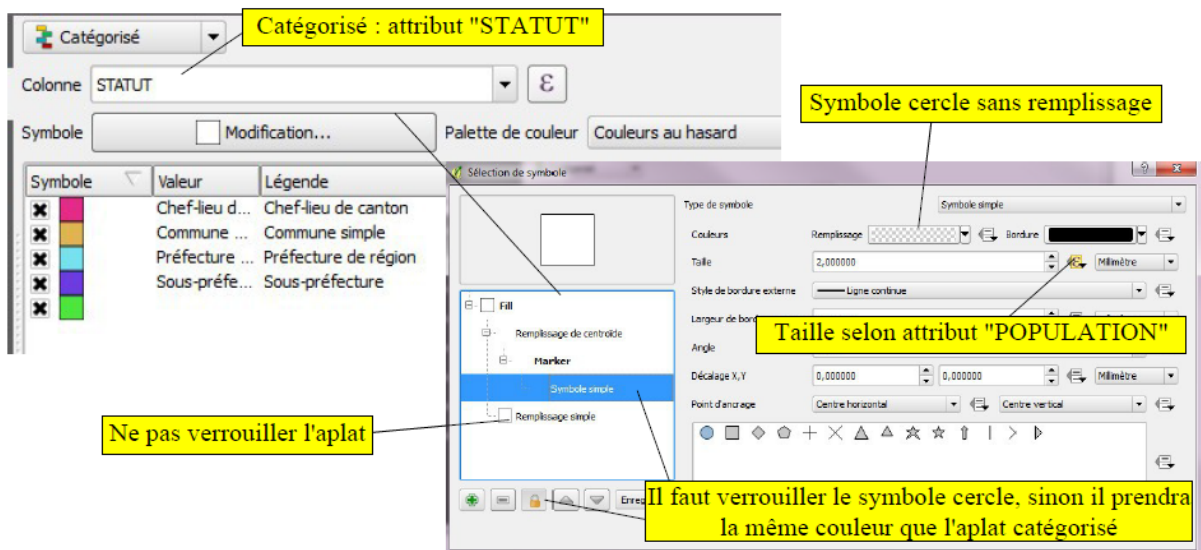 Catégorisé
Catégorisé : attribut "STATUT"
Colonne STATUT ε
Symbole Modification... Palette de couleur Couleurs au hasard
Symbole Valeur Légende
Chef-lieu d... Chef-lieu de canton
Commune ... Commune simple
Préfecture ... Préfecture de région
Sous-préfe... Sous-préfecture
Symbole cercle sans remplissage
Sélection de symbole
Type de symbole Symbole simple
Couleurs Remplissage Bordure
Taille 2,000000 Millimètre
Style de bordure externe Ligne continue
Largeur de bord
Taille selon attribut "POPULATION"
Angle
Décalage X,Y 0,000000 0,000000 Millimètre
Point d'ancrage Centre horizontal Centre vertical
Fill
Remplissage de centroïde
Marker
Symbole simple
Remplissage simple
Ne pas verrouiller l'aplat
Enreg
Il faut verrouiller le symbole cercle, sinon il prendra
la même couleur que l'aplat catégorisé